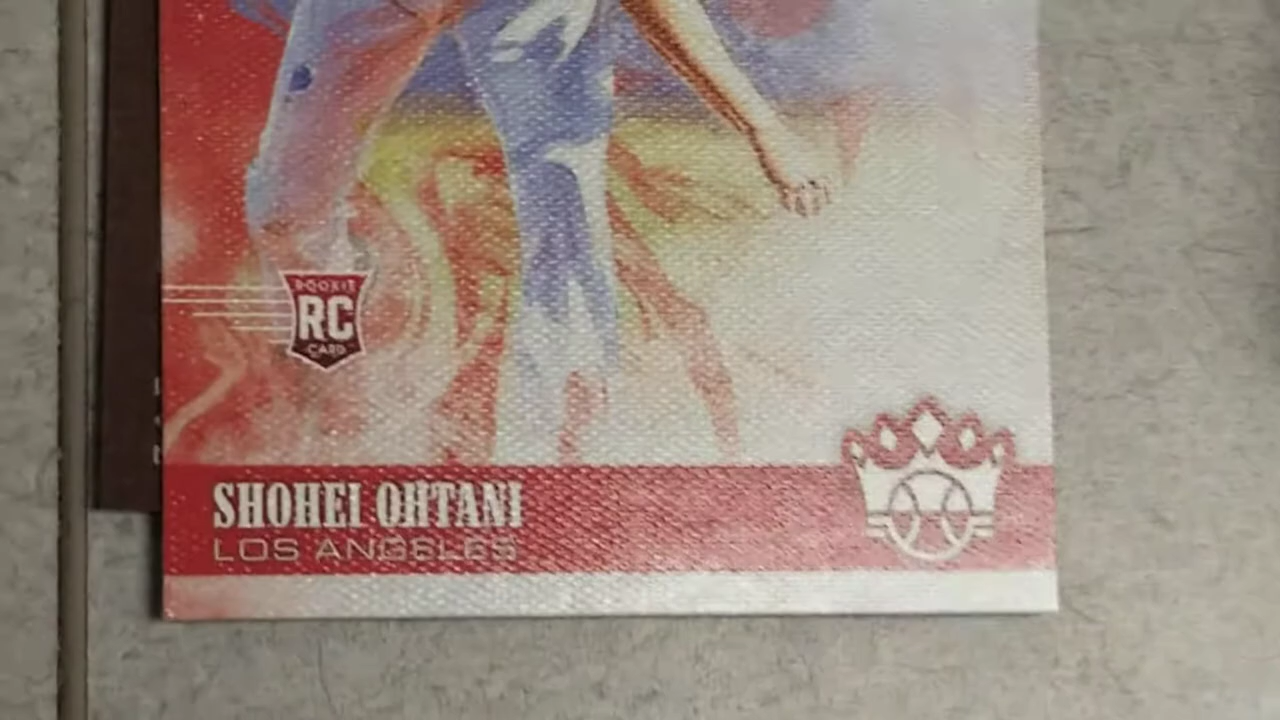 ROOKIE
RC
CARD
SHOHEI OHTANI
LOS ANGELES